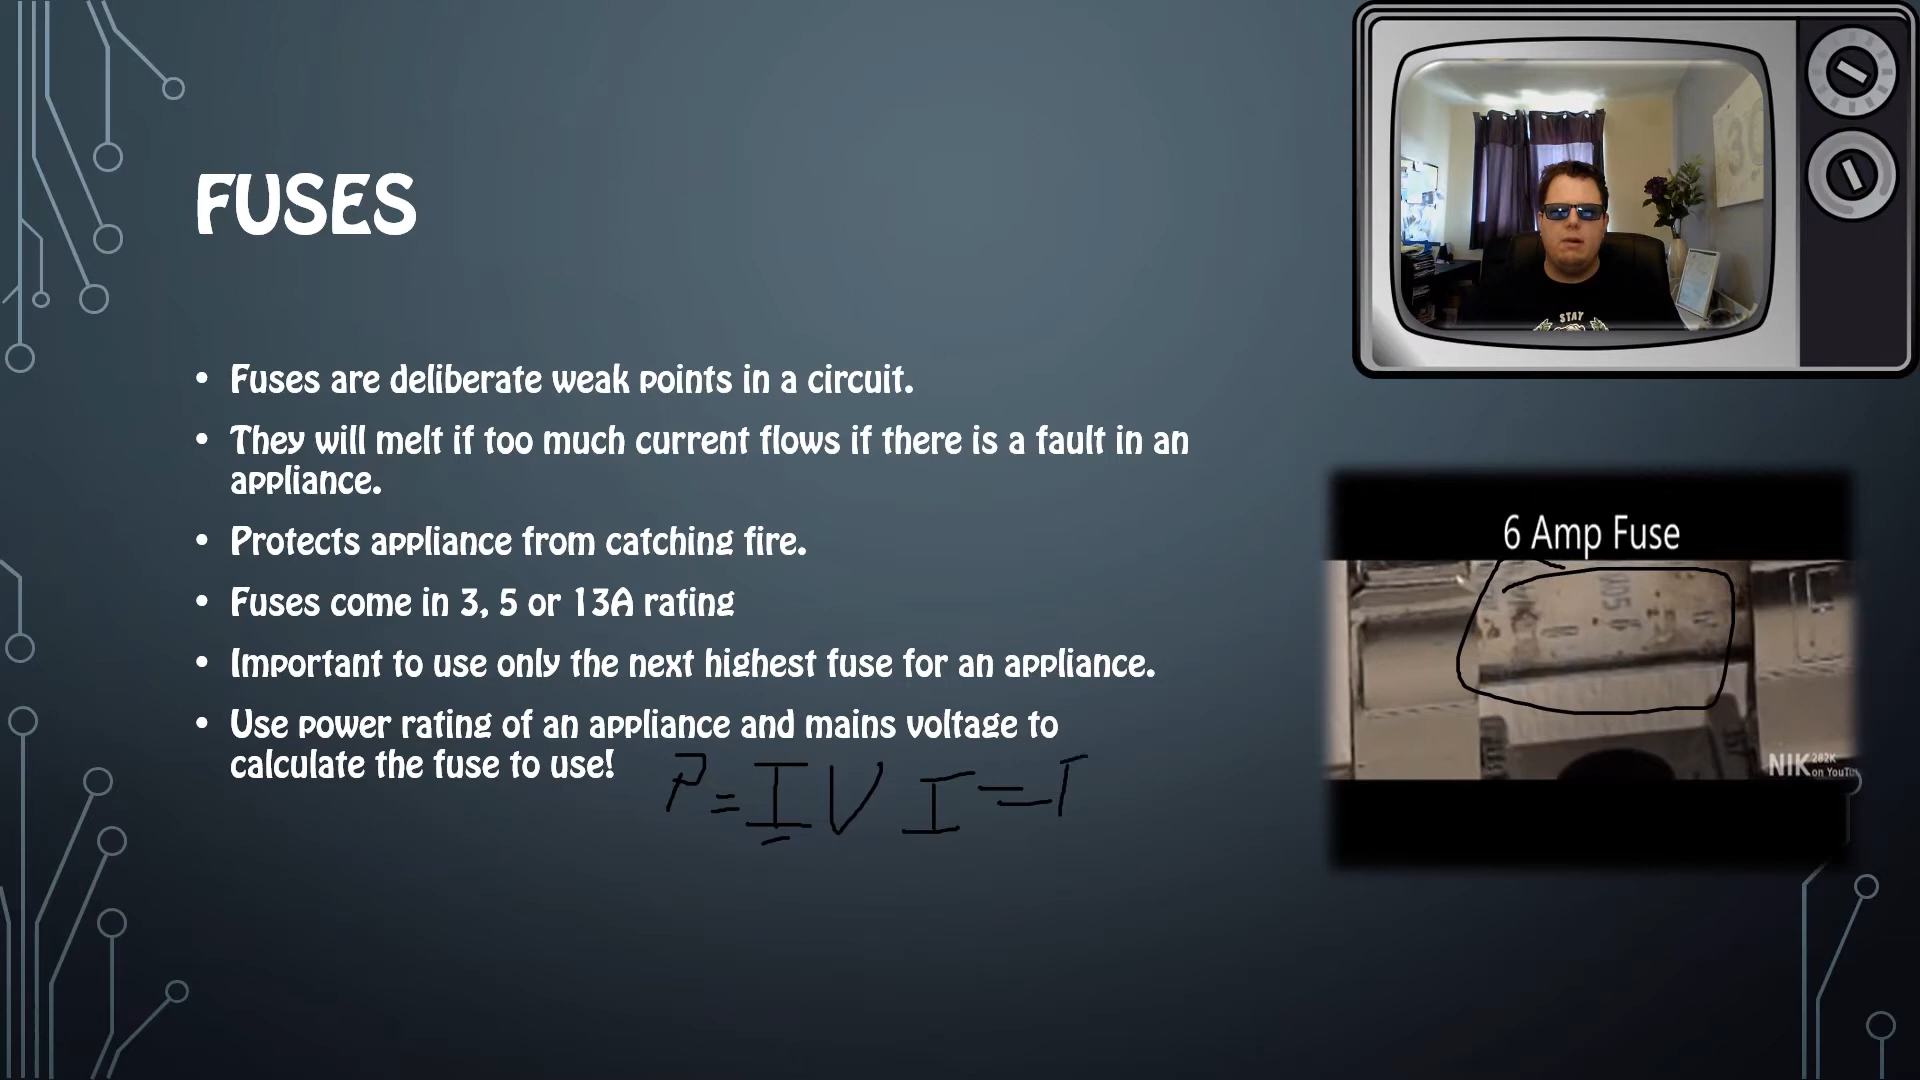 FUSES
• Fuses are deliberate weak points in a circuit.
• They will melt if too much current flows if there is a fault in an
appliance.
• Protects appliance from catching fire.
• Fuses come in 3, 5 or 13A rating
• Important to use only the next highest fuse for an appliance.
• Use power rating of an appliance and mains voltage to
calculate the fuse to use!
P = I V I =
STAY
6 Amp Fuse
NIK 282K
on YouTu